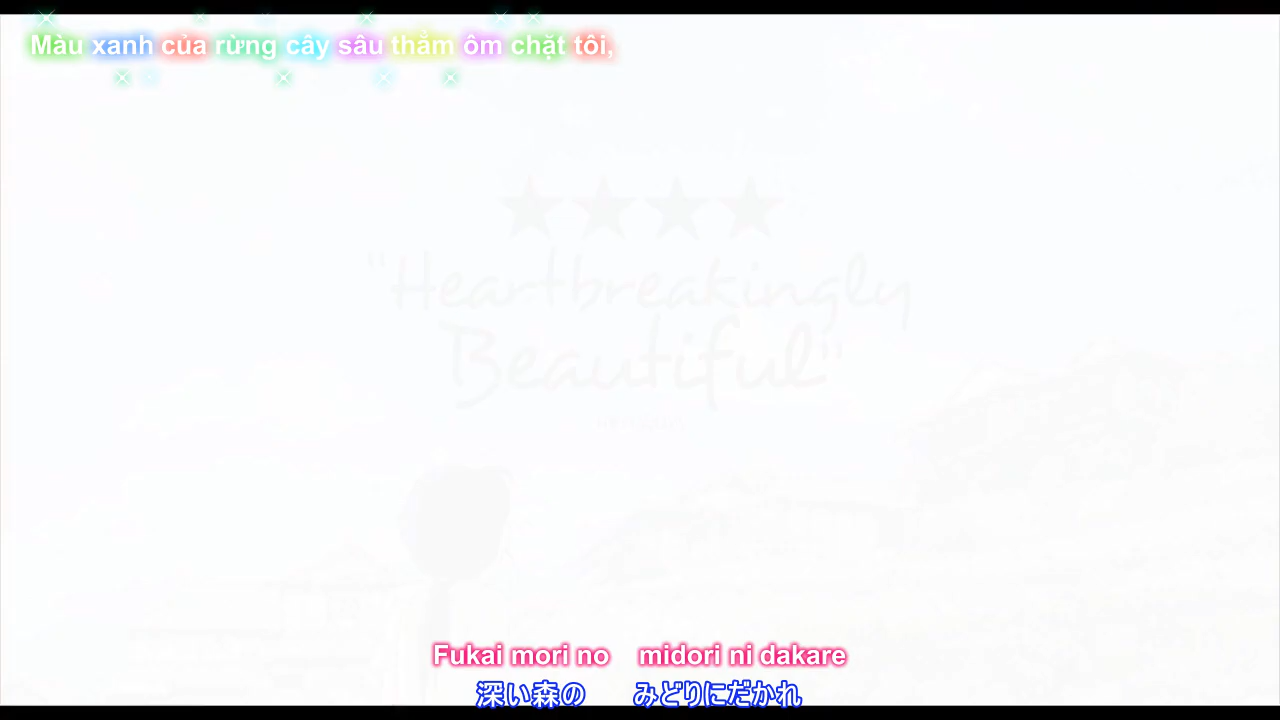 Màu xanh của rừng cây sâu thẳm ôm chặt tôi,
★★★★
"Heartbreakingly
Beautiful"
Fukai mori no midori ni dakare
深い森の みどりにだかれ